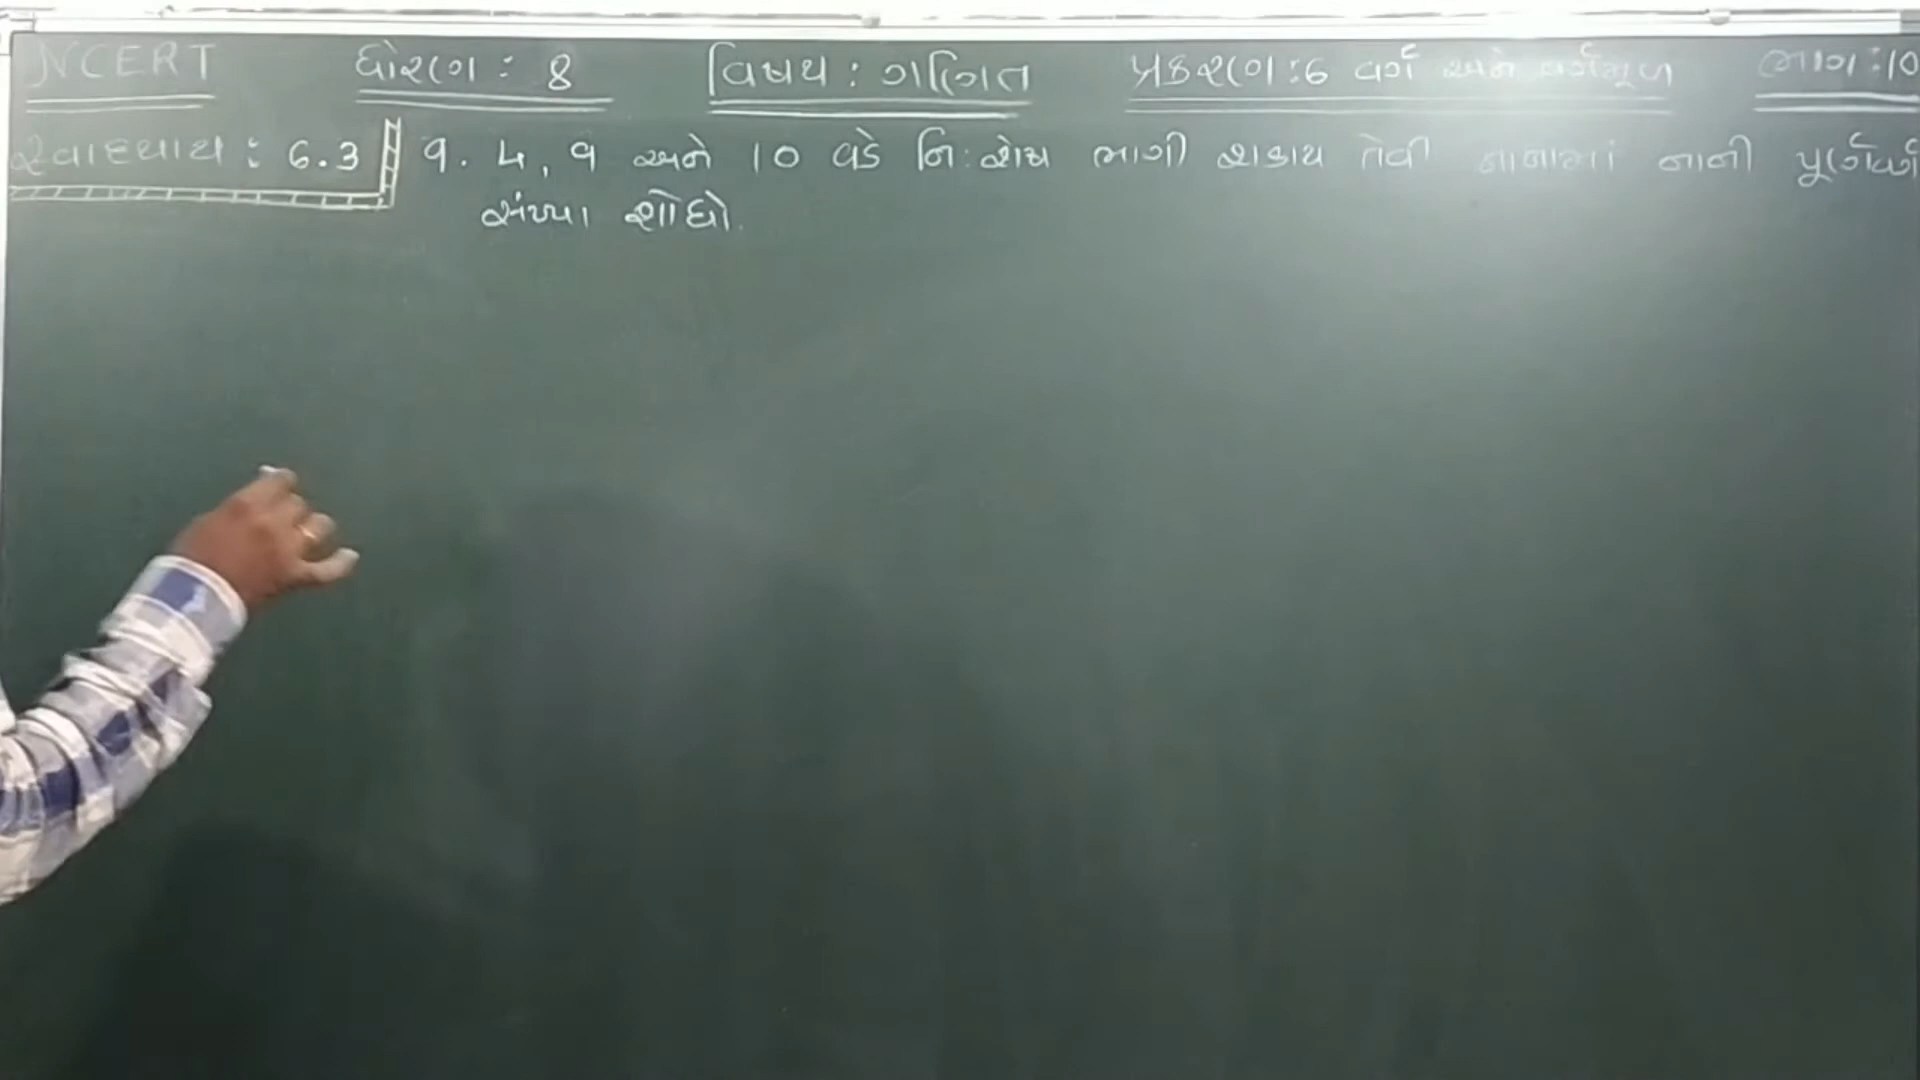 NCERT ધોરણ : 8 વિષય : ગણિત પ્રકરણ : 6 વર્ગ અને વર્ગમૂળ ભાગ : 10
સ્વાધ્યાય : 6.3 9. 4, 9 અને 10 વડે નિ:શેષ ભાગી શકાય તેવી નાનામાં નાની પૂર્ણવર્ગ
સંખ્યા શોધો.